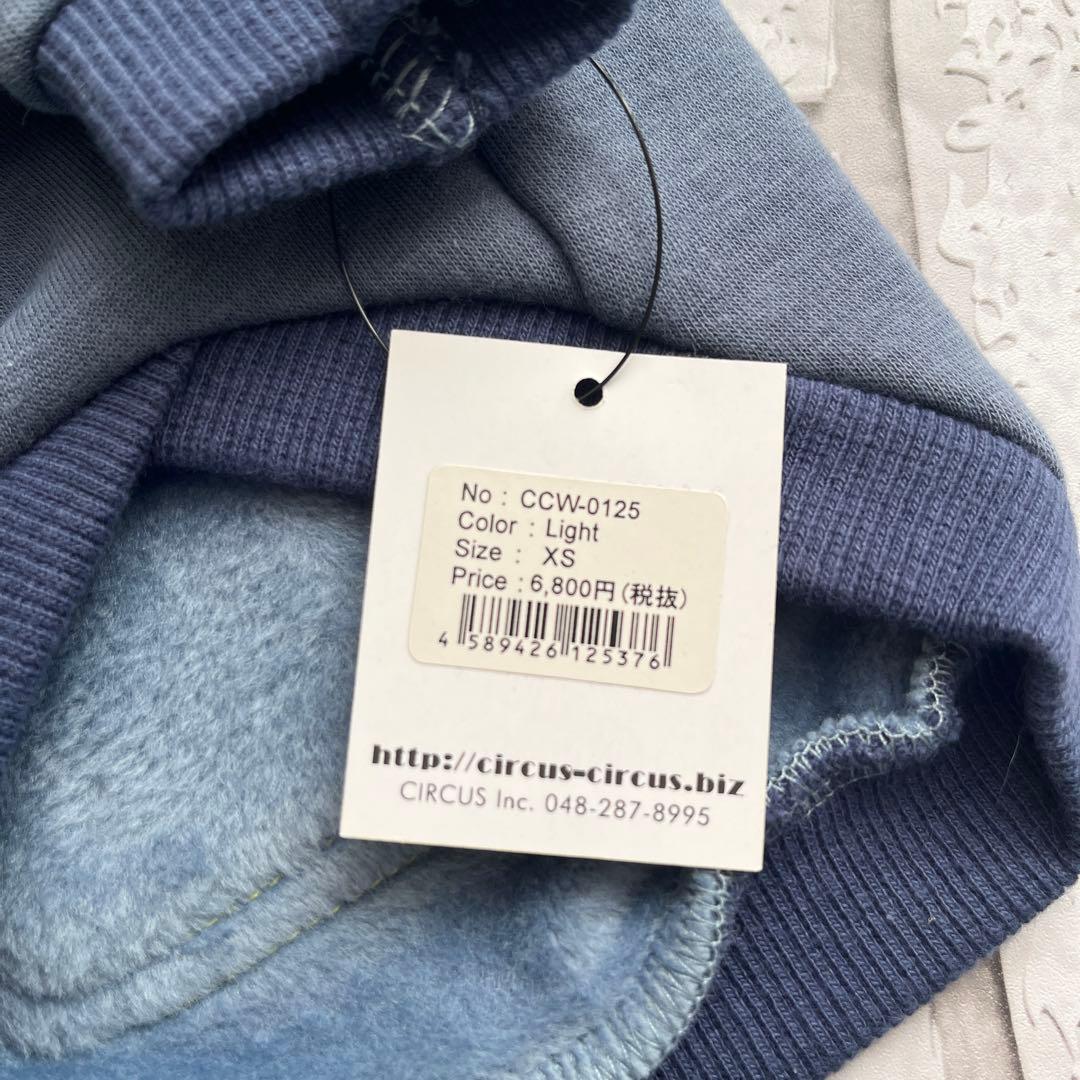 No : CCW-0125
Color : Light
Size : XS
Price : 6,800円(税抜)
4 589426 125376
http://circus-circus.biz
CIRCUS Inc. 048-287-8995